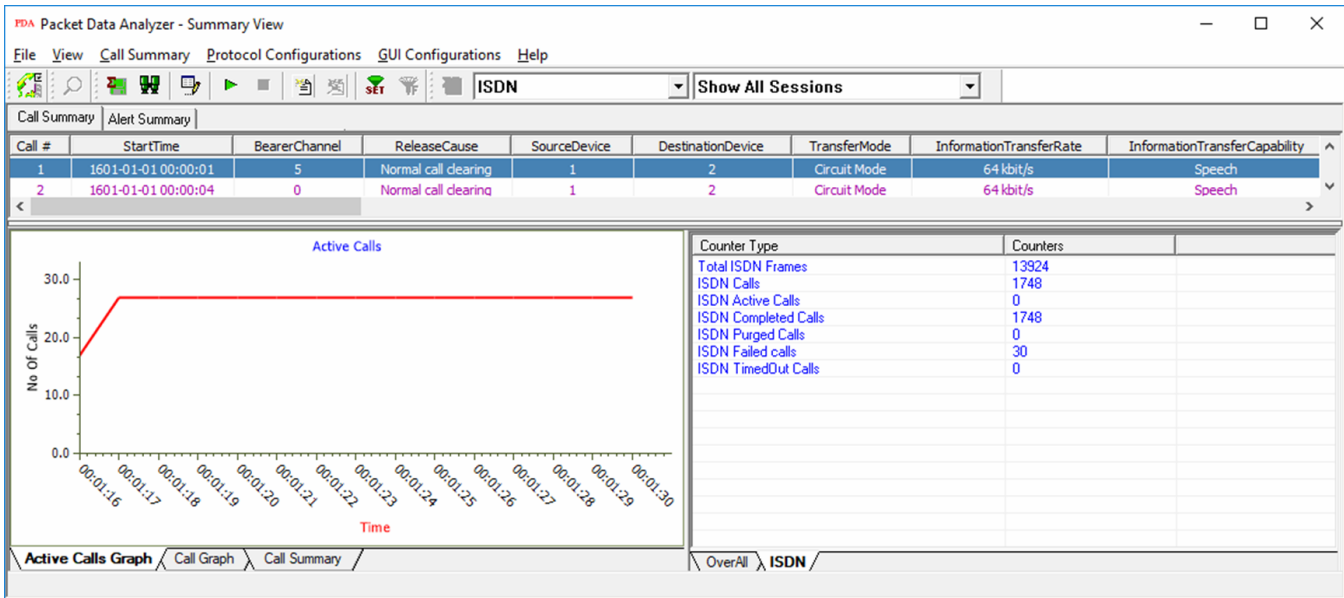 PDA Packet Data Analyzer - Summary View
File View Call Summary Protocol Configurations GUI Configurations Help
SET ISDN Show All Sessions
Call Summary Alert Summary
Call # StartTime BearerChannel ReleaseCause SourceDevice DestinationDevice TransferMode InformationTransferRate InformationTransferCapability
1 1601-01-01 00:00:01 5 Normal call clearing 1 2 Circuit Mode 64 kbit/s Speech
2 1601-01-01 00:00:04 0 Normal call clearing 1 2 Circuit Mode 64 kbit/s Speech
Active Calls
No Of Calls
30.0
20.0
10.0
0.0
00:01:16 00:01:17 00:01:18 00:01:19 00:01:20 00:01:21 00:01:22 00:01:23 00:01:24 00:01:25 00:01:26 00:01:27 00:01:28 00:01:29 00:01:30
Time
Active Calls Graph Call Graph Call Summary
Counter Type Counters
Total ISDN Frames 13924
ISDN Calls 1748
ISDN Active Calls 0
ISDN Completed Calls 1748
ISDN Purged Calls 0
ISDN Failed calls 30
ISDN TimedOut Calls 0
OverAll ISDN